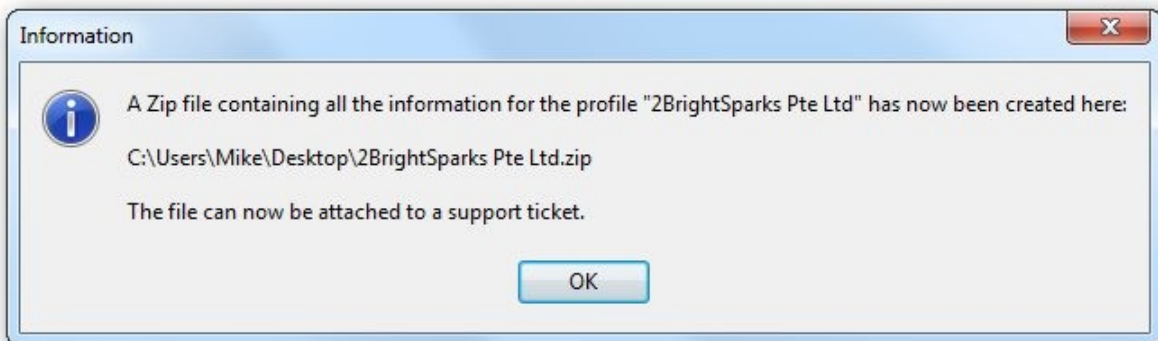 Information
A Zip file containing all the information for the profile "2BrightSparks Pte Ltd" has now been created here:
C:\Users\Mike\Desktop\2BrightSparks Pte Ltd.zip
The file can now be attached to a support ticket.
OK